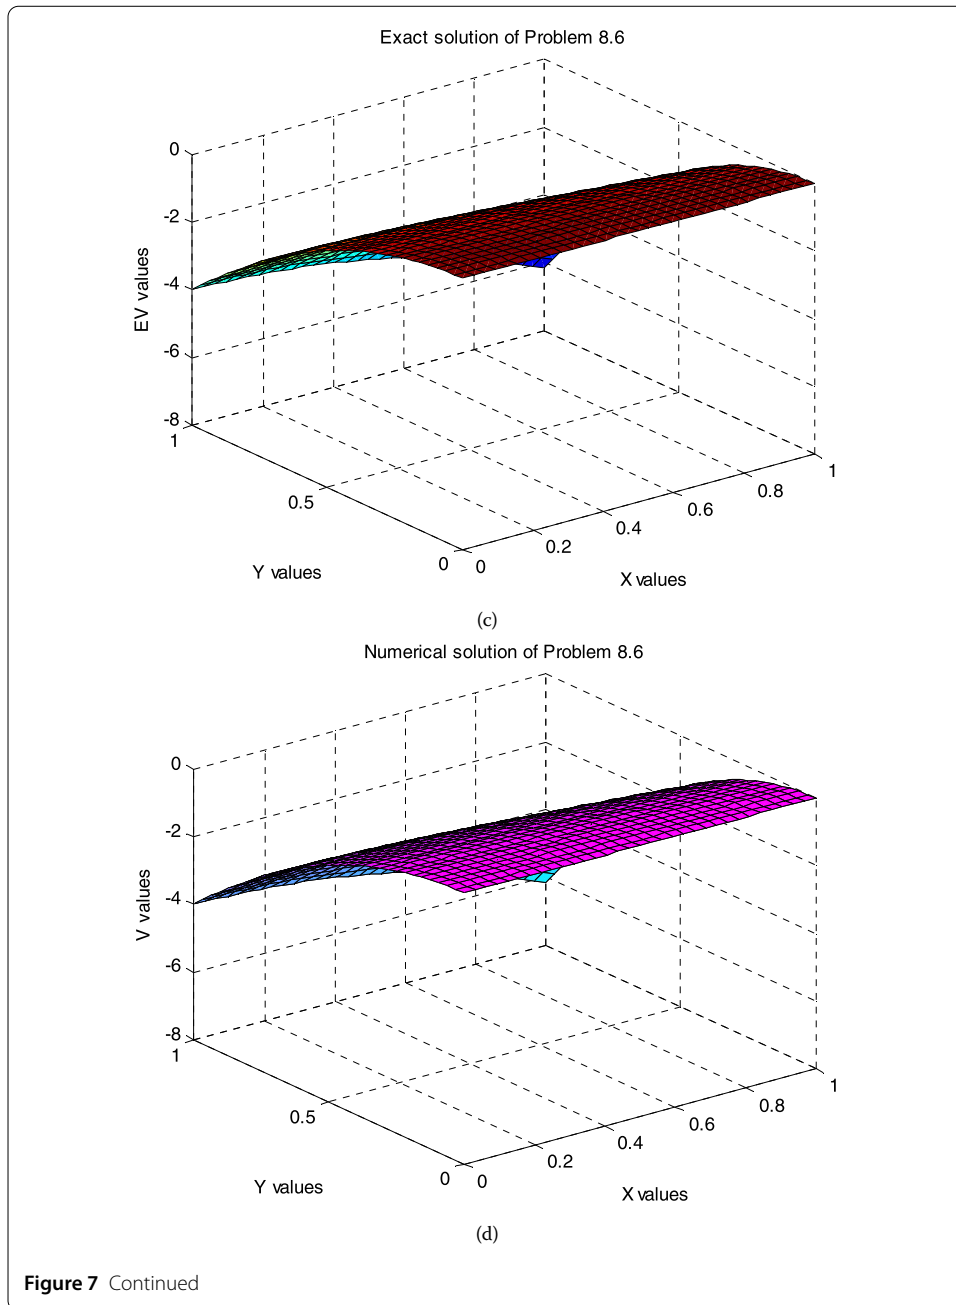 Exact solution of Problem 8.6
0
-2
-4
-6
-8
EV values
1
0.5
0
Y values
0
0.2
0.4
0.6
0.8
1
X values
(c)
Numerical solution of Problem 8.6
0
-2
-4
-6
-8
V values
1
0.5
0
Y values
0
0.2
0.4
0.6
0.8
1
X values
(d)
Figure 7 Continued